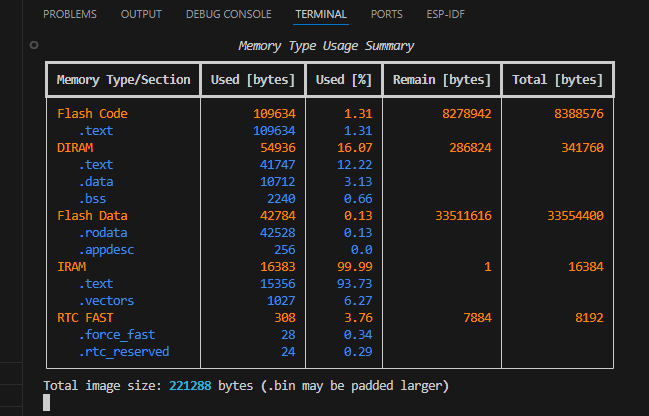 PROBLEMS OUTPUT DEBUG CONSOLE TERMINAL PORTS ESP-IDF
Memory Type Usage Summary
Memory Type/Section Used [bytes] Used [%] Remain [bytes] Total [bytes]
Flash Code 109634 1.31 8278942 8388576
.text 109634 1.31
DIRAM 54936 16.07 286824 341760
.text 41747 12.22
.data 10712 3.13
.bss 2240 0.66
Flash Data 42784 0.13 33511616 33554400
.rodata 42528 0.13
.appdesc 256 0.0
IRAM 16383 99.99 1 16384
.text 15356 93.73
.vectors 1027 6.27
RTC FAST 308 3.76 7884 8192
.force_fast 28 0.34
.rtc_reserved 24 0.29
Total image size: 221288 bytes (.bin may be padded larger)